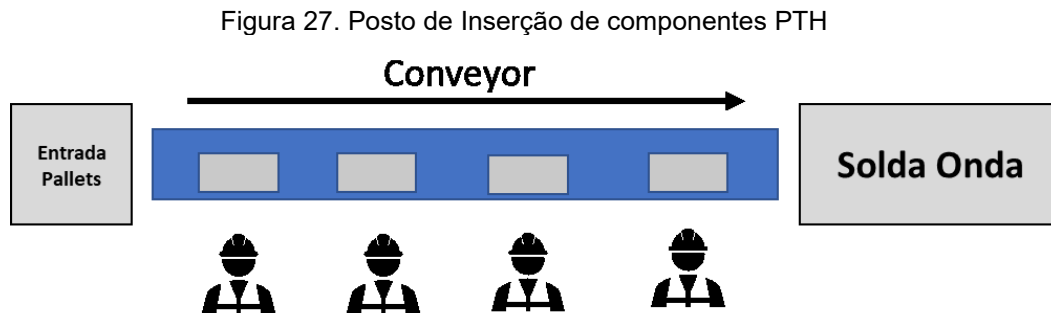 Figura 27. Posto de Inserção de componentes PTH
Conveyor
Entrada
Pallets
Solda Onda